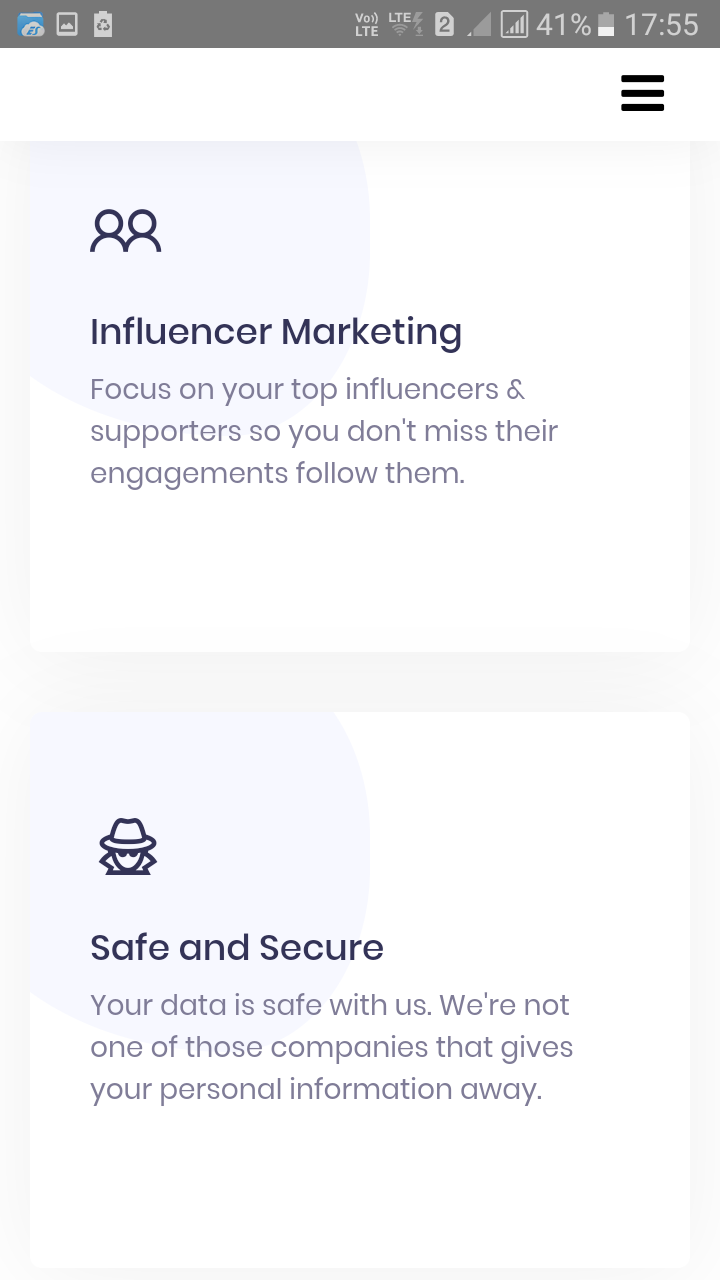 Vo)) LTE LTE 2 41% 17:55
Influencer Marketing
Focus on your top influencers &
supporters so you don't miss their
engagements follow them.
Safe and Secure
Your data is safe with us. We're not
one of those companies that gives
your personal information away.